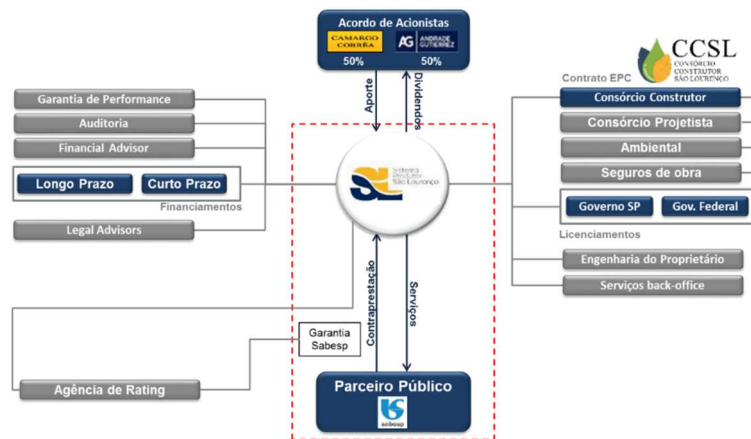 Acordo de Acionistas
CAMARGO
CORRÊA
AG
ANDRADE
GUTIERREZ
50%
50%
CCSL
CONSÓRCIO
CONSTRUTOR
SÃO LOURENÇO
Contrato EPC
Aporte
Dividendos
Garantia de Performance
Auditoria
Financial Advisor
Longo Prazo
Curto Prazo
Financiamentos
Legal Advisors
Sistema
Produtor
São Lourenço
Consórcio Construtor
Consórcio Projetista
Ambiental
Seguros de obra
Governo SP
Gov. Federal
Licenciamentos
Engenharia do Proprietário
Serviços back-office
Contraprestação
Serviços
Garantia
Sabesp
Agência de Rating
Parceiro Público
sabesp